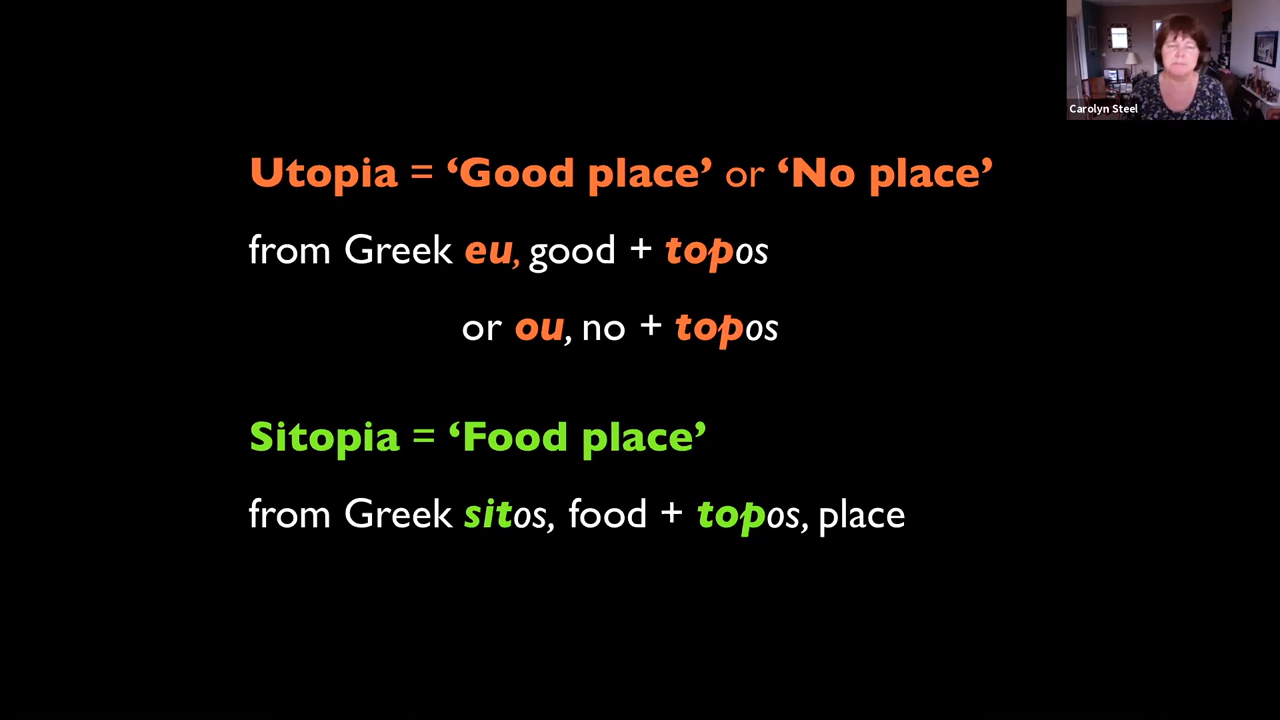 Carolyn Steel
Utopia = ‘Good place’ or ‘No place’
from Greek eu, good + topos
or ou, no + topos
Sitopia = ‘Food place’
from Greek sitos, food + topos, place